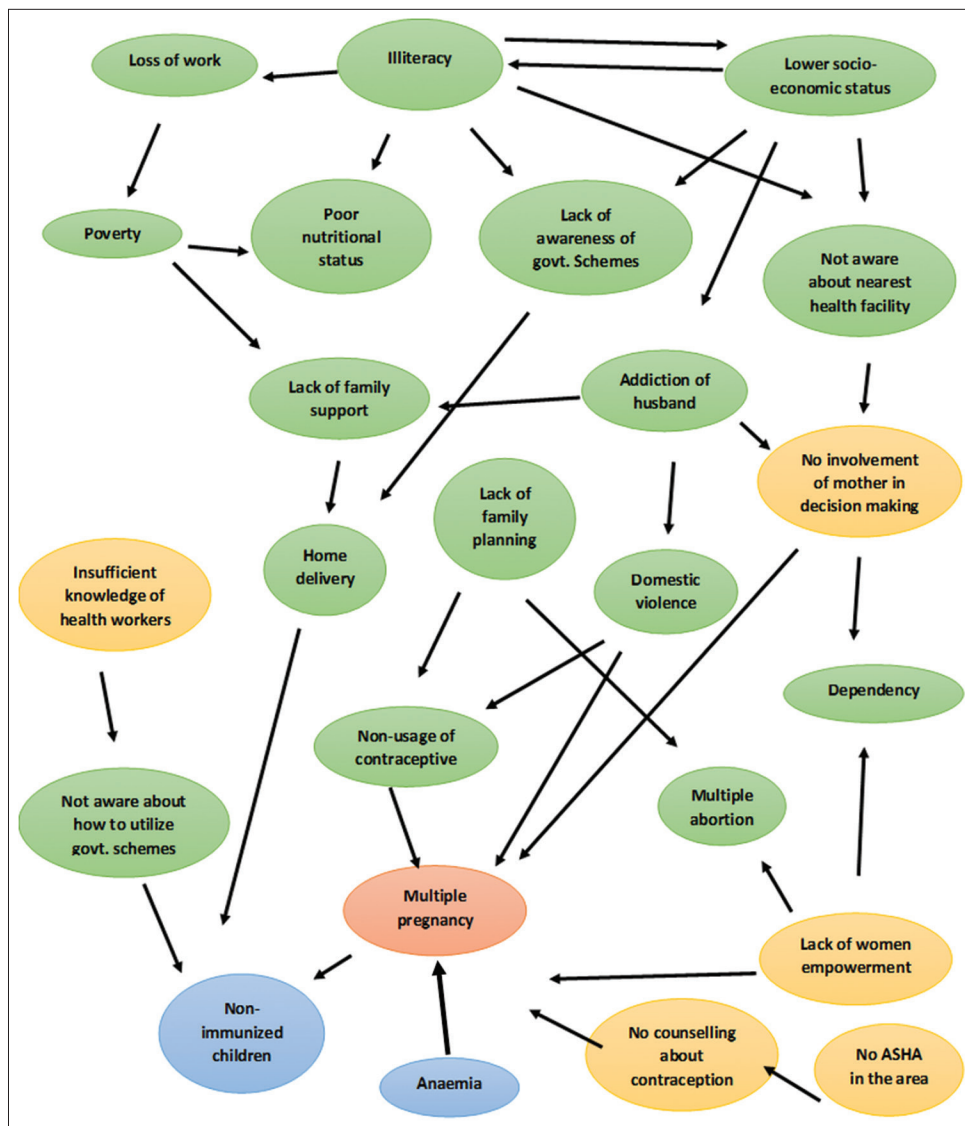 Loss of work
Illiteracy
Lower socio-
economic status
Poverty
Poor
nutritional
status
Lack of
awareness of
govt. Schemes
Not aware
about nearest
health facility
Lack of family
support
Addiction of
husband
No involvement
of mother in
decision making
Lack of
family
planning
Home
delivery
Insufficient
knowledge of
health workers
Domestic
violence
Dependency
Non-usage of
contraceptive
Not aware about
how to utilize
govt. schemes
Multiple
abortion
Multiple
pregnancy
Lack of women
empowerment
Non-
immunized
children
No counselling
about
contraception
No ASHA
in the area
Anaemia